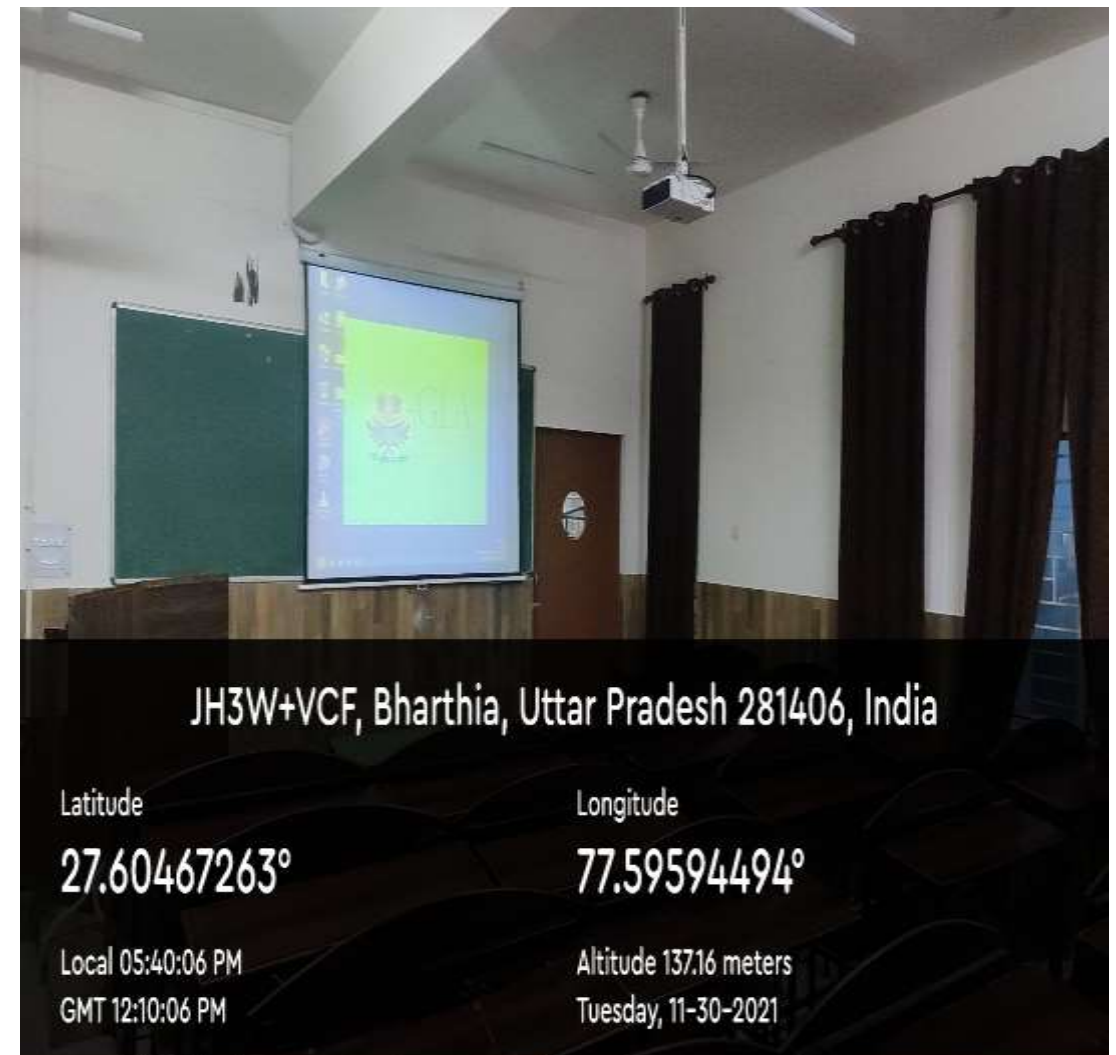 GLA
JH3W+VCF, Bharthia, Uttar Pradesh 281406, India
Latitude
27.60467263°
Longitude
77.59594494°
Local 05:40:06 PM
GMT 12:10:06 PM
Altitude 137.16 meters
Tuesday, 11-30-2021